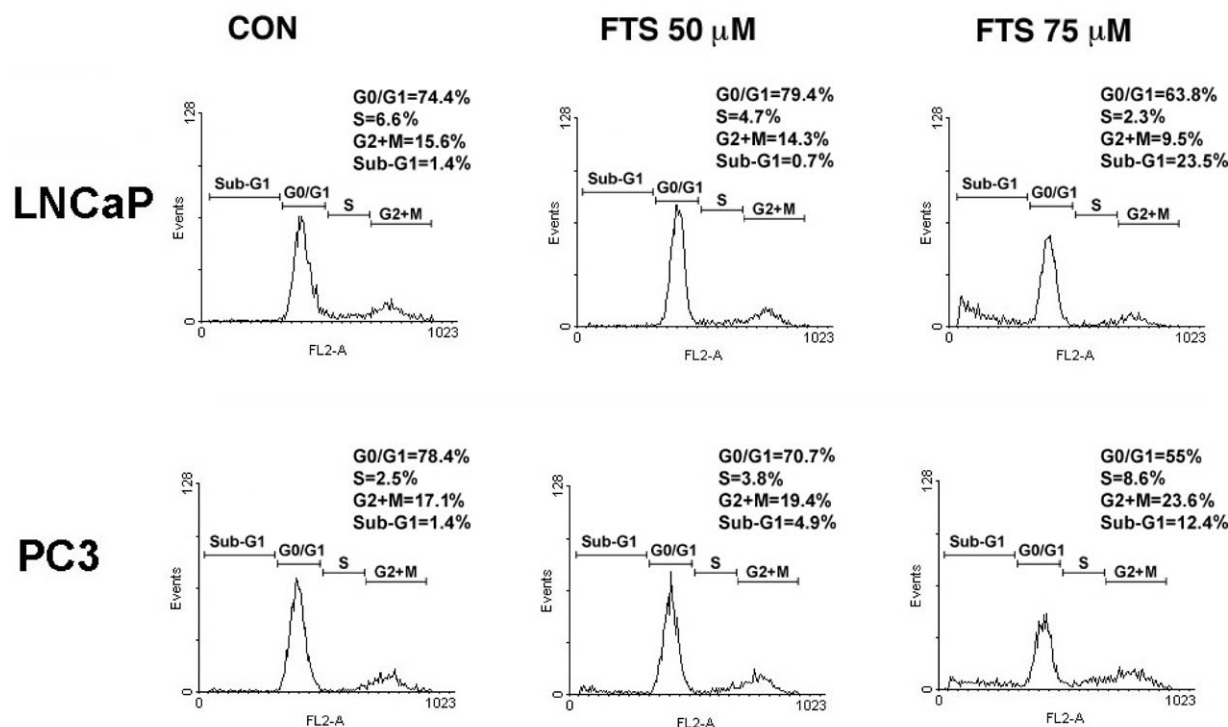 CON
FTS 50 μM
FTS 75 μM
LNCaP
G0/G1=74.4%
S=6.6%
G2+M=15.6%
Sub-G1=1.4%
128
Events
0
Sub-G1
G0/G1
S
G2+M
0
1023
FL2-A
G0/G1=79.4%
S=4.7%
G2+M=14.3%
Sub-G1=0.7%
128
Events
0
Sub-G1
G0/G1
S
G2+M
0
1023
FL2-A
G0/G1=63.8%
S=2.3%
G2+M=9.5%
Sub-G1=23.5%
128
Events
0
Sub-G1
G0/G1
S
G2+M
0
1023
FL2-A
PC3
G0/G1=78.4%
S=2.5%
G2+M=17.1%
Sub-G1=1.4%
128
Events
0
Sub-G1
G0/G1
S
G2+M
0
1023
FL2-A
G0/G1=70.7%
S=3.8%
G2+M=19.4%
Sub-G1=4.9%
128
Events
0
Sub-G1
G0/G1
S
G2+M
0
1023
FL2-A
G0/G1=55%
S=8.6%
G2+M=23.6%
Sub-G1=12.4%
128
Events
0
Sub-G1
G0/G1
S
G2+M
0
1023
FL2-A